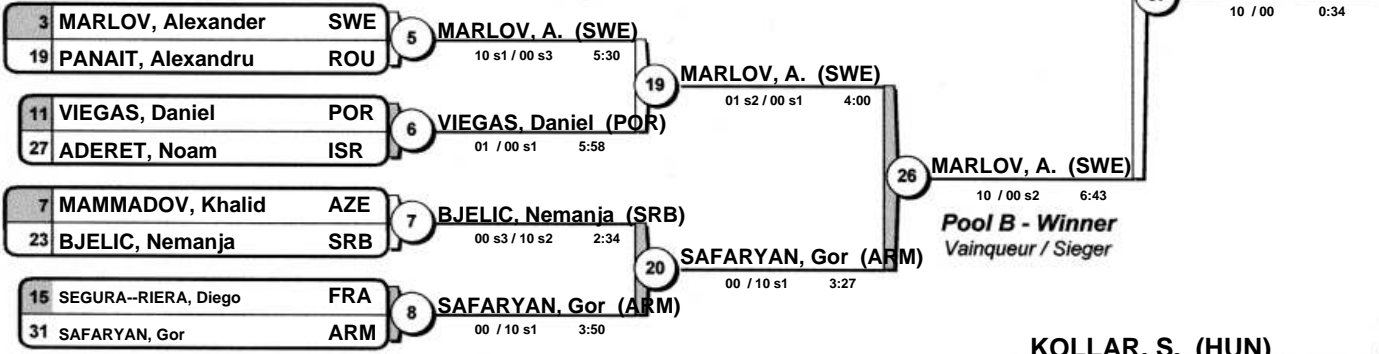 10 / 00 0:34
3 MARLOV, Alexander SWE
19 PANAIT, Alexandru ROU
5
MARLOV, A. (SWE)
10 s1 / 00 s3 5:30
11 VIEGAS, Daniel POR
27 ADERET, Noam ISR
6
VIEGAS, Daniel (POR)
01 / 00 s1 5:58
19
MARLOV, A. (SWE)
01 s2 / 00 s1 4:00
7 MAMMADOV, Khalid AZE
23 BJELIC, Nemanja SRB
7
BJELIC, Nemanja (SRB)
00 s3 / 10 s2 2:34
15 SEGURA--RIERA, Diego FRA
31 SAFARYAN, Gor ARM
8
SAFARYAN, Gor (ARM)
00 / 10 s1 3:50
20
SAFARYAN, Gor (ARM)
00 / 10 s1 3:27
26
MARLOV, A. (SWE)
10 / 00 s2 6:43
Pool B - Winner
Vainqueur / Sieger
KOLLAR, S. (HUN)